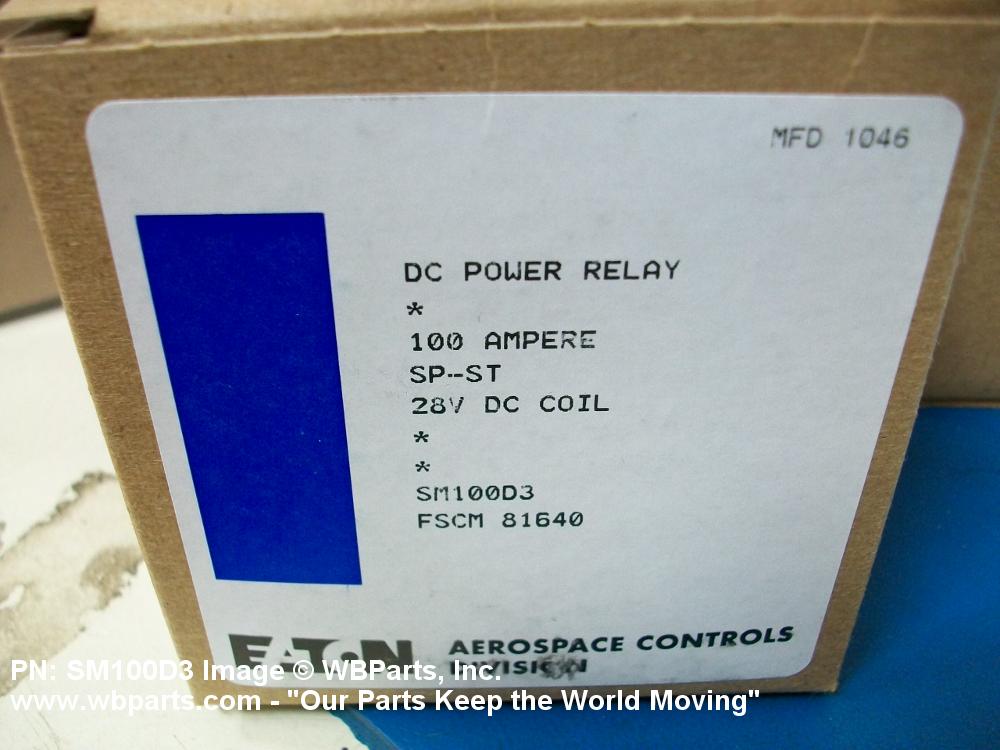 MFD 1046
DC POWER RELAY
*
100 AMPERE
SP-ST
28V DC COIL
*
*
SM100D3
FSCM 81640
EATON AEROSPACE CONTROLS
DIVISION
PN: SM100D3 Image © WBParts, Inc.
www.wbparts.com - "Our Parts Keep the World Moving"